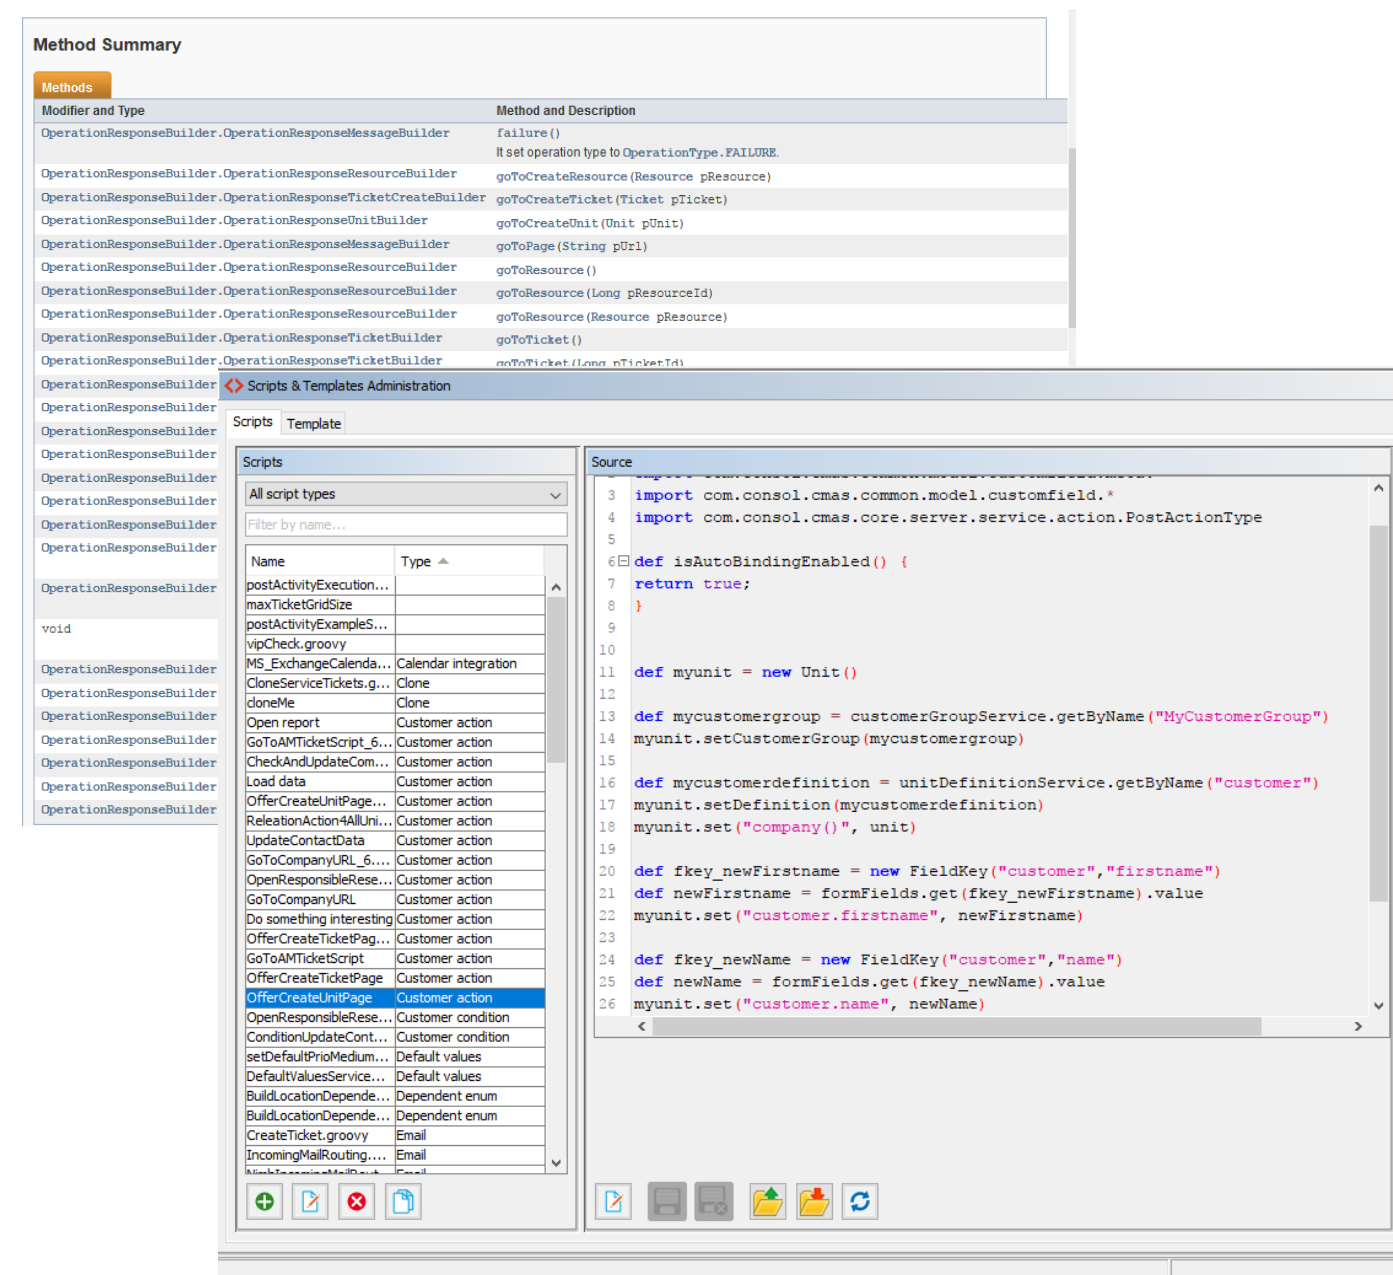 Method Summary
Methods
Modifier and Type Method and Description
OperationResponseBuilder.OperationResponseMessageBuilder failure()
It set operation type to OperationType.FAILURE.
OperationResponseBuilder.OperationResponseResourceBuilder goToCreateResource(Resource pResource)
OperationResponseBuilder.OperationResponseTicketCreateBuilder goToCreateTicket(Ticket pTicket)
OperationResponseBuilder.OperationResponseUnitBuilder goToCreateUnit(Unit pUnit)
OperationResponseBuilder.OperationResponseMessageBuilder goToPage(String pUrl)
OperationResponseBuilder.OperationResponseResourceBuilder goToResource()
OperationResponseBuilder.OperationResponseResourceBuilder goToResource(Long pResourceId)
OperationResponseBuilder.OperationResponseResourceBuilder goToResource(Resource pResource)
OperationResponseBuilder.OperationResponseTicketBuilder goToTicket()
OperationResponseBuilder.OperationResponseTicketBuilder goToTicket(Long pTicketId)
OperationResponseBuilder
OperationResponseBuilder
OperationResponseBuilder
OperationResponseBuilder
OperationResponseBuilder
OperationResponseBuilder
OperationResponseBuilder
OperationResponseBuilder
OperationResponseBuilder
void
OperationResponseBuilder
OperationResponseBuilder
OperationResponseBuilder
OperationResponseBuilder
OperationResponseBuilder
OperationResponseBuilder
OperationResponseBuilder
Scripts & Templates Administration
Scripts Template
Scripts
All script types
Filter by name...
Name Type
postActivityExecution...
maxTicketGridSize
postActivityExampleS...
vipCheck.groovy
MS_ExchangeCalenda... Calendar integration
CloneServiceTickets.g... Clone
cloneMe Clone
Open report Customer action
GoToAMTicketScript_6... Customer action
CheckAndUpdateCom... Customer action
Load data Customer action
OfferCreateUnitPage... Customer action
ReleationAction4AllUni... Customer action
UpdateContactData Customer action
GoToCompanyURL_6.... Customer action
OpenResponsibleRese... Customer action
GoToCompanyURL Customer action
Do something interesting Customer action
OfferCreateTicketPag... Customer action
GoToAMTicketScript Customer action
OfferCreateTicketPage Customer action
OfferCreateUnitPage Customer action
OpenResponsibleRese... Customer condition
ConditionUpdateCont... Customer condition
setDefaultPrioMedium... Default values
DefaultValuesService... Default values
BuildLocationDepende... Dependent enum
BuildLocationDepende... Dependent enum
CreateTicket.groovy Email
IncomingMailRouting.... Email
Source
3 import com.consol.cmas.common.model.customfield.*
4 import com.consol.cmas.core.server.service.action.PostActionType
5
6 def isAutoBindingEnabled() {
7 return true;
8 }
9
10
11 def myunit = new Unit()
12
13 def mycustomergroup = customerGroupService.getByName("MyCustomerGroup")
14 myunit.setCustomerGroup(mycustomergroup)
15
16 def mycustomerdefinition = unitDefinitionService.getByName("customer")
17 myunit.setDefinition(mycustomerdefinition)
18 myunit.set("company()", unit)
19
20 def fkey_newFirstname = new FieldKey("customer","firstname")
21 def newFirstname = formFields.get(fkey_newFirstname).value
22 myunit.set("customer.firstname", newFirstname)
23
24 def fkey_newName = new FieldKey("customer","name")
25 def newName = formFields.get(fkey_newName).value
26 myunit.set("customer.name", newName)